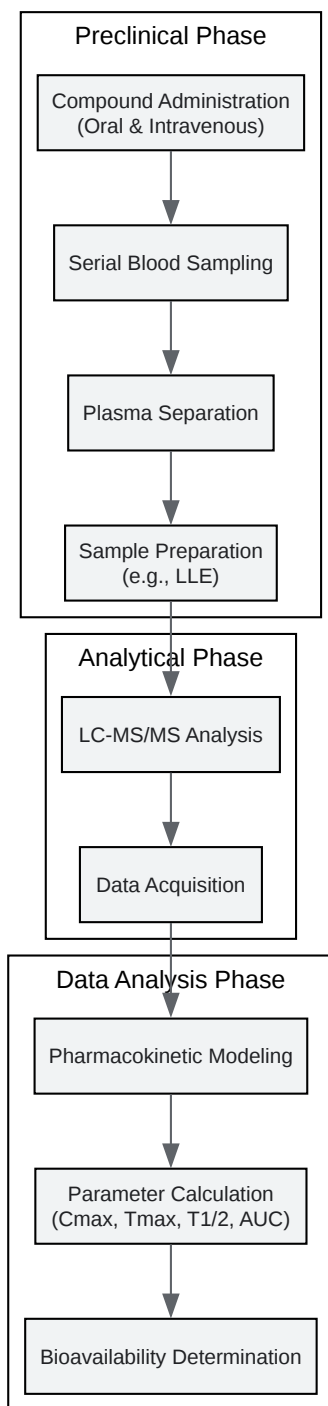 Preclinical Phase
Compound Administration
(Oral & Intravenous)
Serial Blood Sampling
Plasma Separation
Sample Preparation
(e.g., LLE)
Analytical Phase
LC-MS/MS Analysis
Data Acquisition
Data Analysis Phase
Pharmacokinetic Modeling
Parameter Calculation
(Cmax, Tmax, T1/2, AUC)
Bioavailability Determination